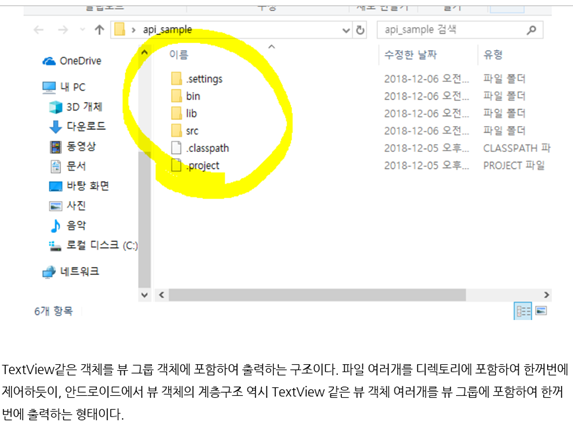 api_sample
api_sample 검색
이름
수정한 날짜
유형
OneDrive
내 PC
3D 개체
다운로드
동영상
문서
바탕 화면
사진
음악
로컬 디스크 (C:)
네트워크
.settings 2018-12-06 오전... 파일 폴더
bin 2018-12-06 오전... 파일 폴더
lib 2018-12-06 오전... 파일 폴더
src 2018-12-06 오전... 파일 폴더
.classpath 2018-12-05 오후... CLASSPATH 파
.project 2018-12-05 오후... PROJECT 파일
6개 항목
TextView같은 객체를 뷰 그룹 객체에 포함하여 출력하는 구조이다. 파일 여러개를 디렉토리에 포함하여 한꺼번에
제어하듯이, 안드로이드에서 뷰 객체의 계층구조 역시 TextView 같은 뷰 객체 여러개를 뷰 그룹에 포함하여 한꺼
번에 출력하는 형태이다.